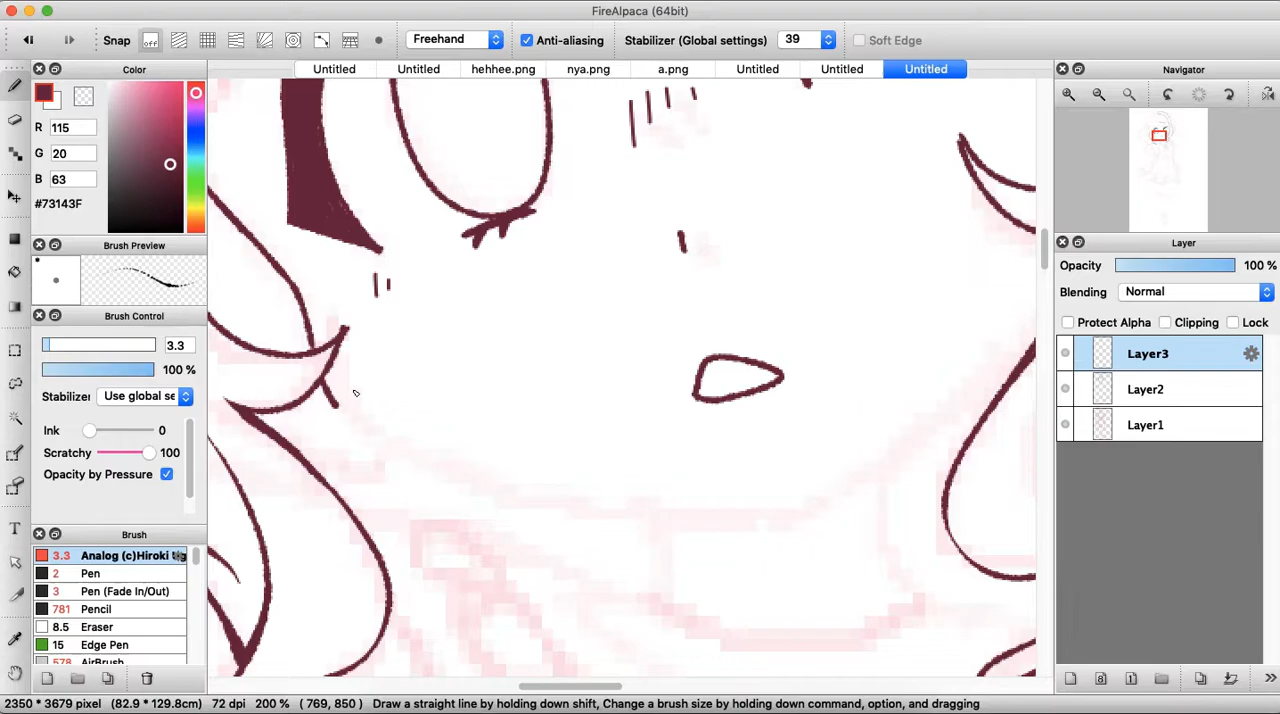 FireAlpaca (64bit)
Snap off Freehand Anti-aliasing Stabilizer (Global settings) 39 Soft Edge
Untitled Untitled hehhee.png nya.png a.png Untitled Untitled Untitled
Color
R 115
G 20
B 63
#73143F
Brush Preview
Brush Control
3.3
100 %
Stabilizer Use global se
Ink 0
Scratchy 100
Opacity by Pressure
Brush
3.3 Analog (c)Hiroki
2 Pen
3 Pen (Fade In/Out)
781 Pencil
8.5 Eraser
15 Edge Pen
578 AirBrush
T
Navigator
Layer
Opacity 100 %
Blending Normal
Protect Alpha Clipping Lock
Layer3
Layer2
Layer1
8 1 >>
2350 * 3679 pixel (82.9 * 129.8cm) 72 dpi 200 % ( 769, 850 ) Draw a straight line by holding down shift, Change a brush size by holding down command, option, and dragging